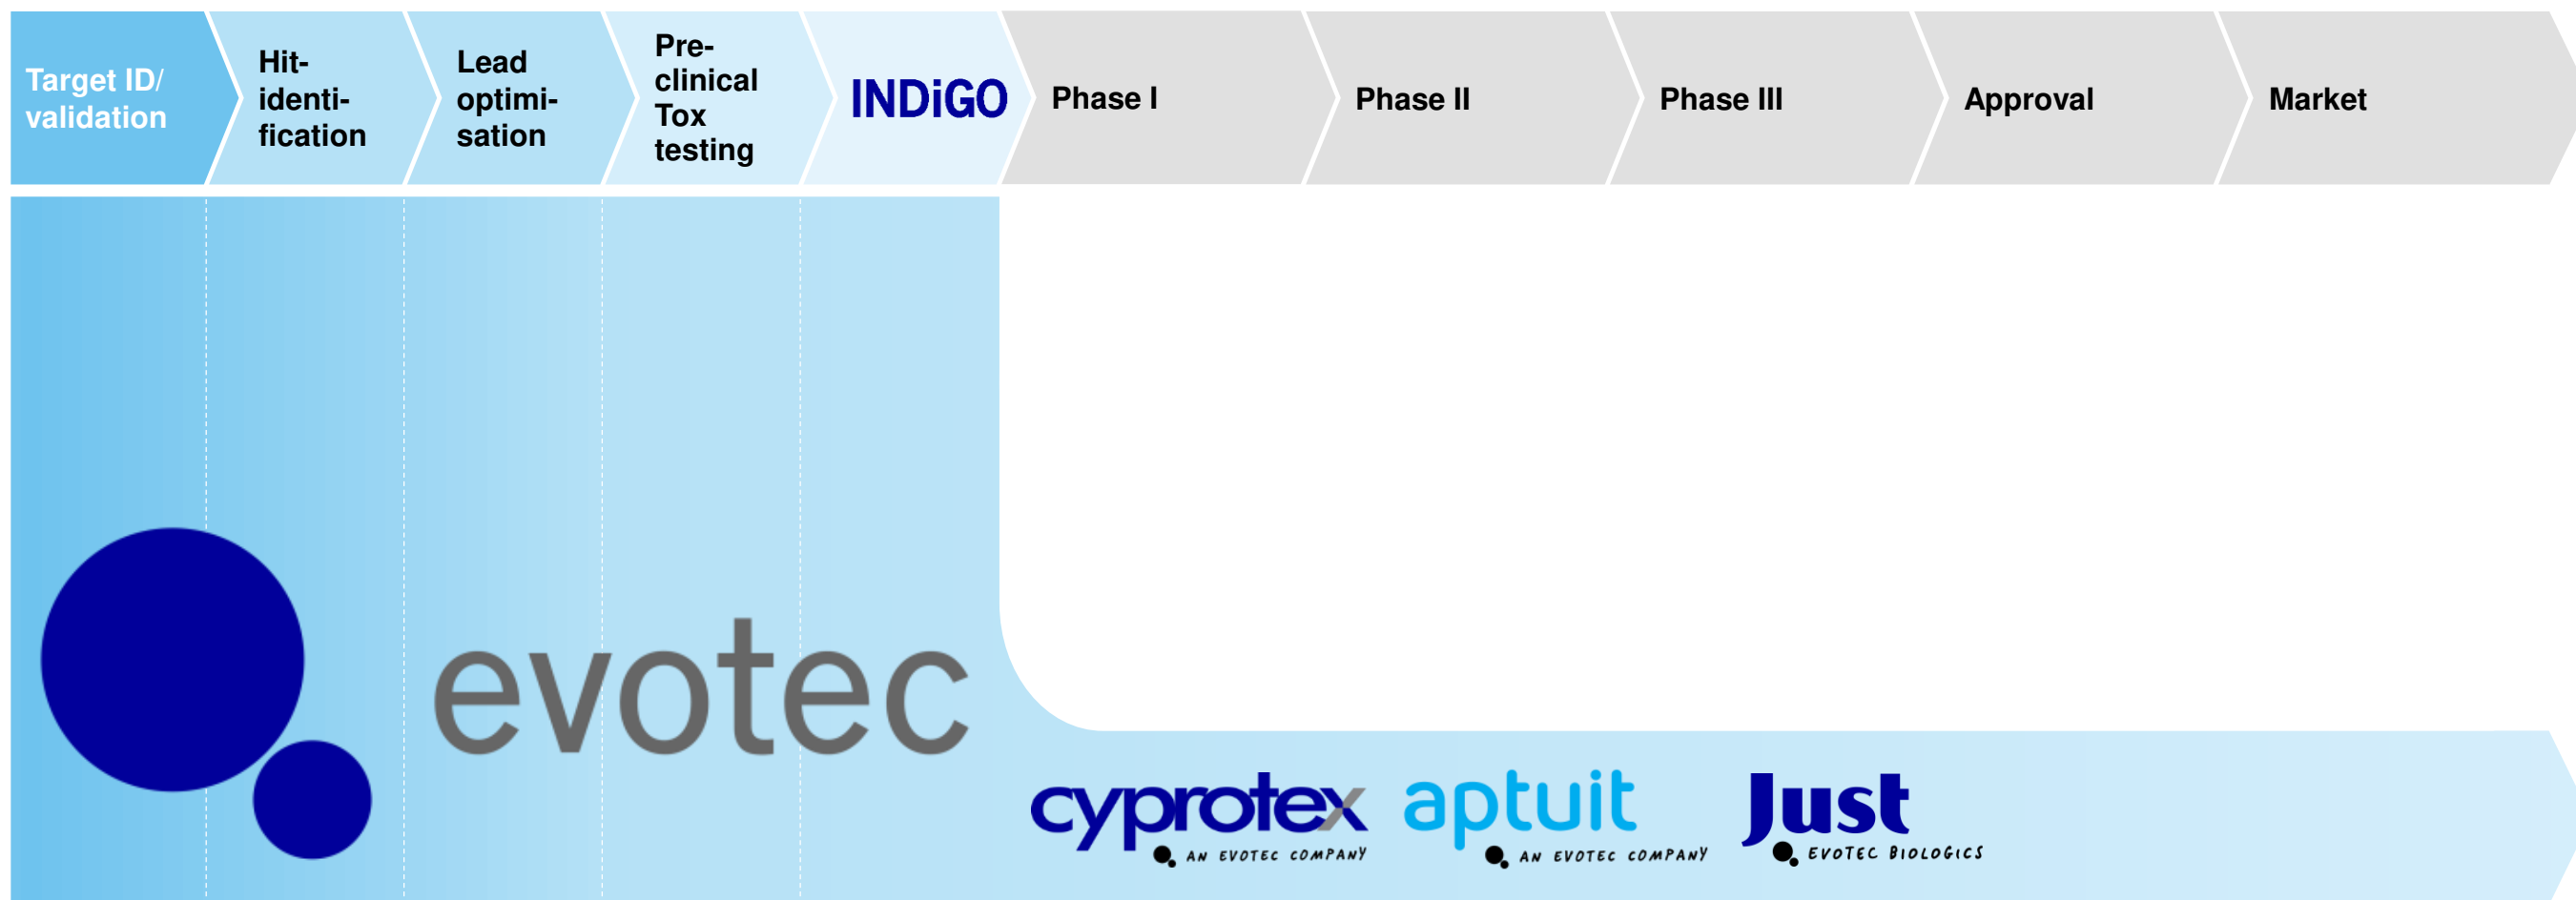 Target ID/
validation
Hit-
identi-
fication
Lead
optimi-
sation
Pre-
clinical
Tox
testing
INDiGO
Phase I
Phase II
Phase III
Approval
Market
evotec
cyprotex
AN EVOTEC COMPANY
aptuit
AN EVOTEC COMPANY
Just
EVOTEC BIOLOGICS